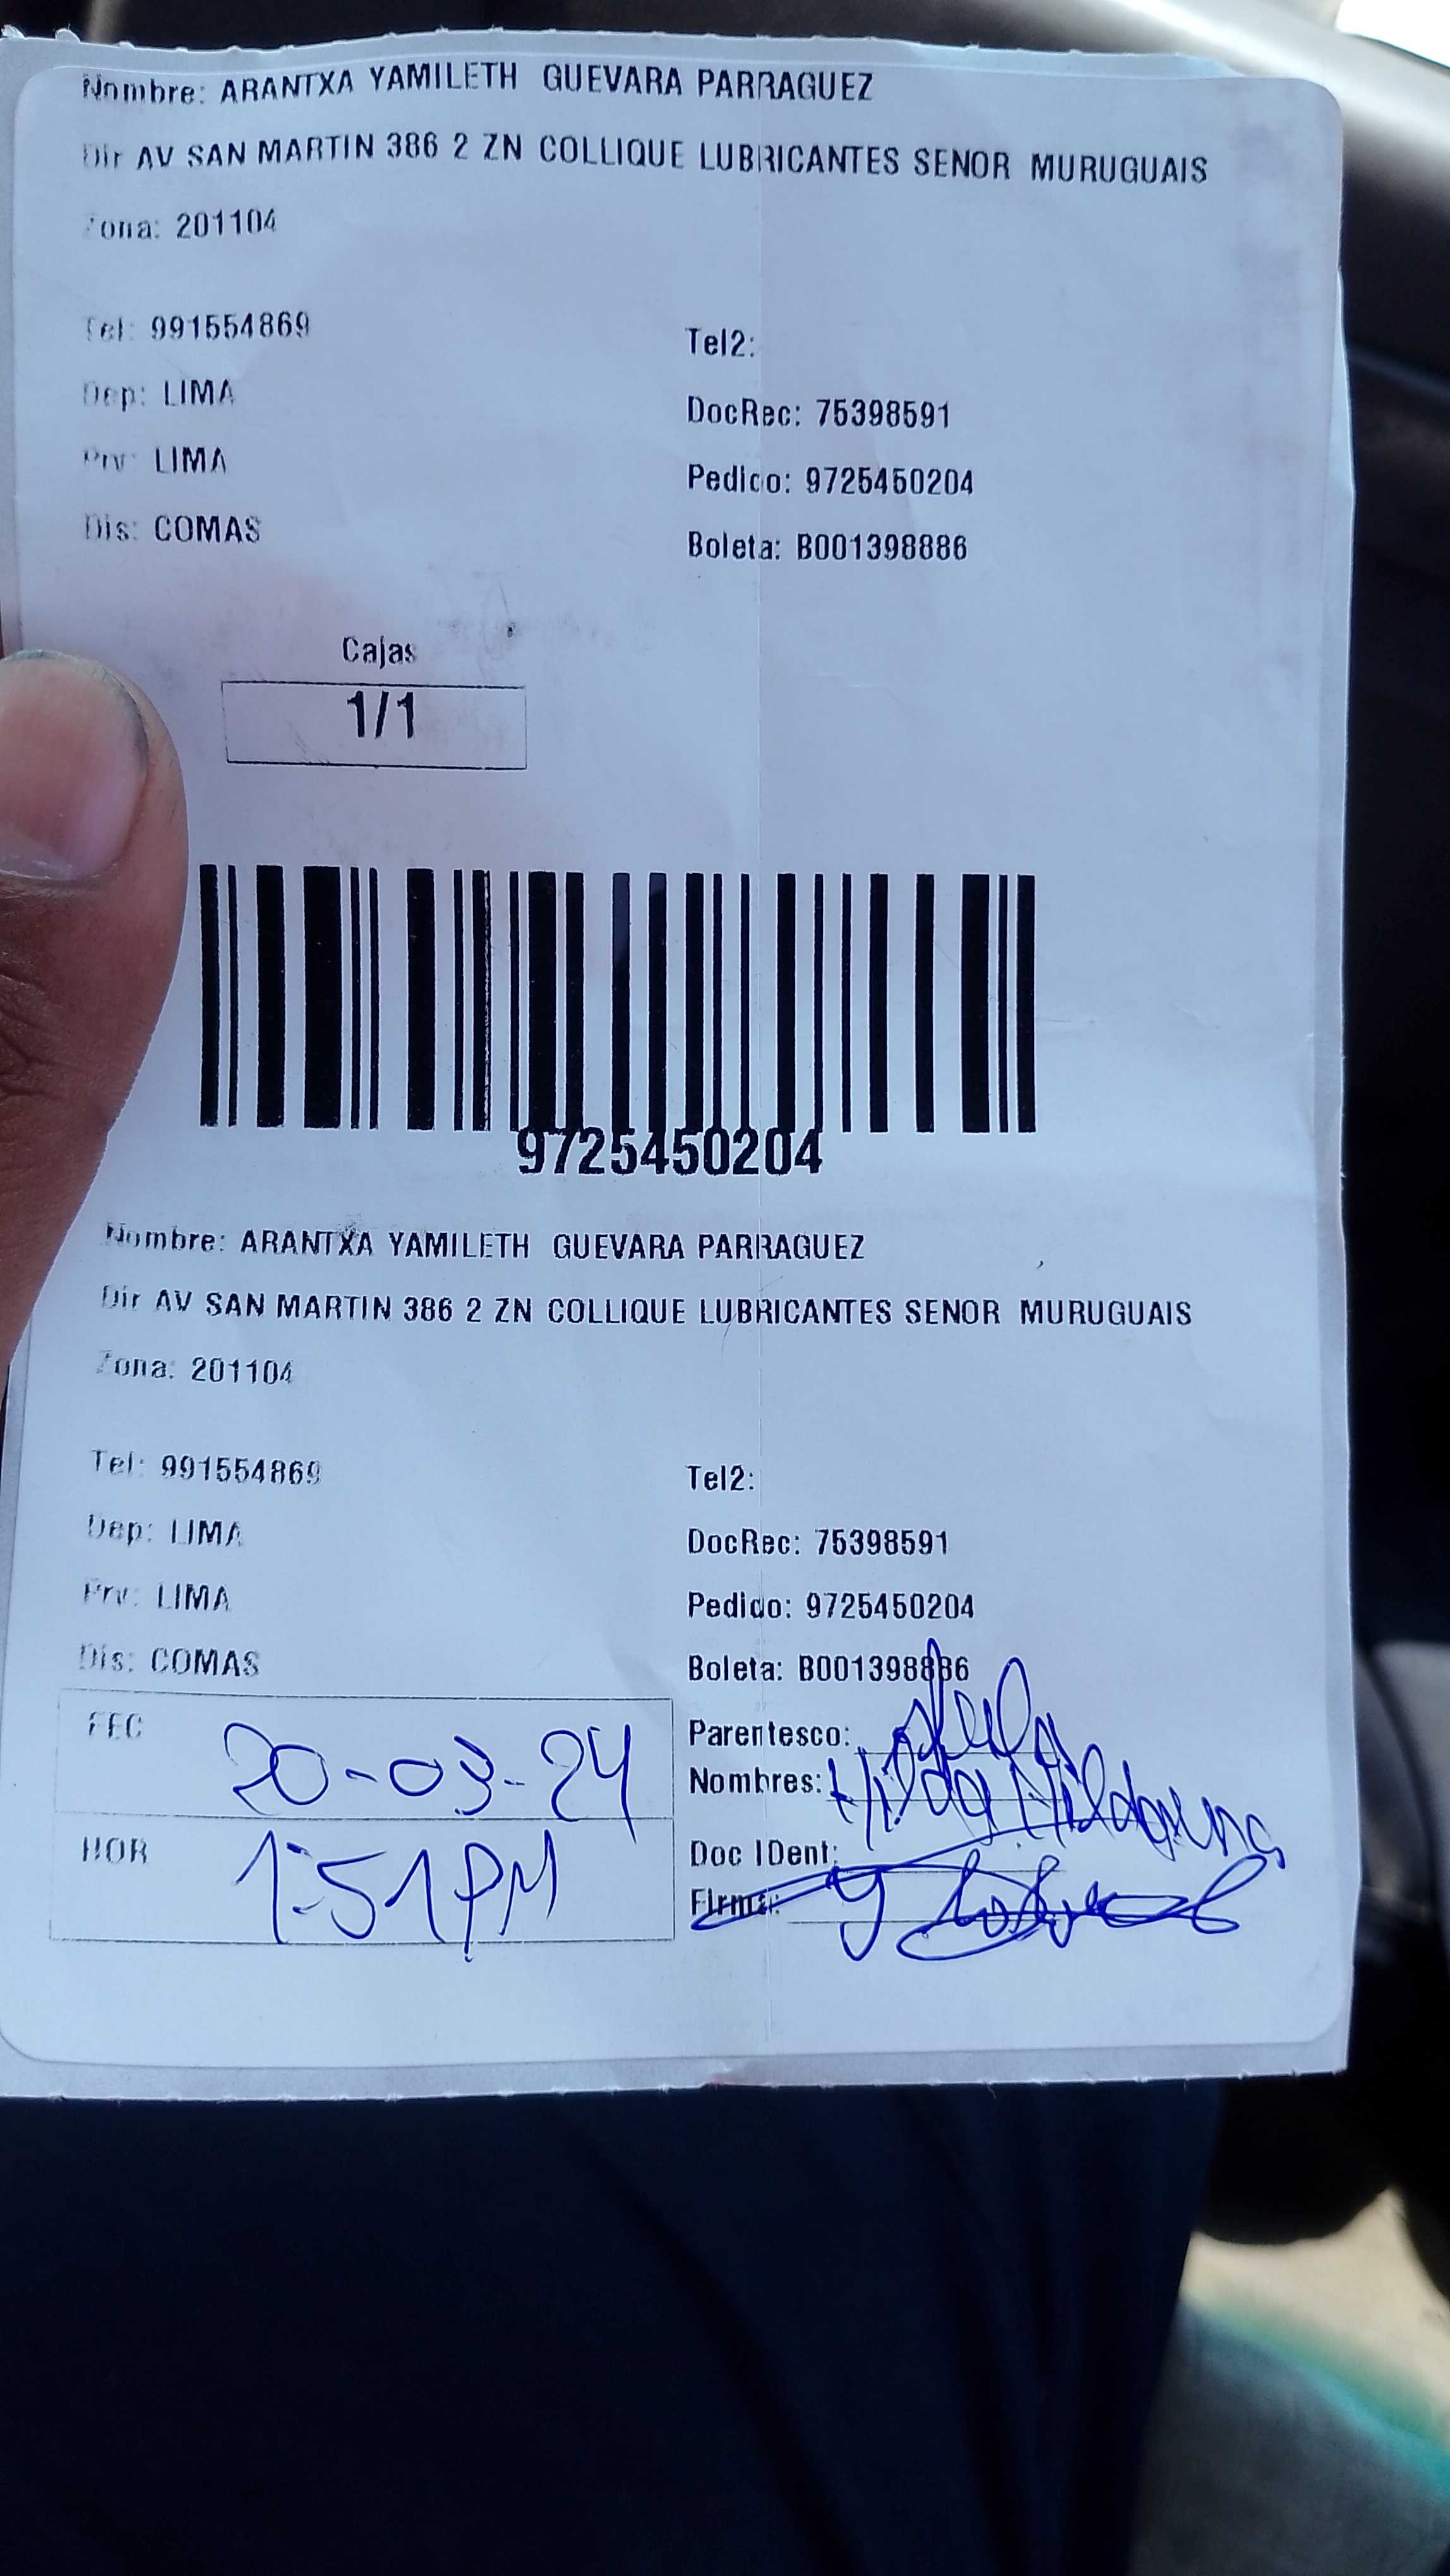 Nombre: ARANTXA YAMILETH GUEVARA PARRAGUEZ
Dir AV SAN MARTIN 386 2 ZN COLLIQUE LUBRICANTES SENOR MURUGUAIS
Zona: 201104
Tel: 991554869 Tel2:
Dep: LIMA DocRec: 75398591
Prv: LIMA Pedido: 9725450204
Dis: COMAS Boleta: B001398886
Cajas
1/1
9725450204
Nombre: ARANTXA YAMILETH GUEVARA PARRAGUEZ
Dir AV SAN MARTIN 386 2 ZN COLLIQUE LUBRICANTES SENOR MURUGUAIS
Zona: 201104
Tel: 991554869 Tel2:
Dep: LIMA DocRec: 75398591
Prv: LIMA Pedido: 9725450204
Dis: COMAS Boleta: B001398886
FEC 20-03-24 Parentesco:
Nombres: Hilda
HOR 1:51 PM Doc IDent:
Firma: